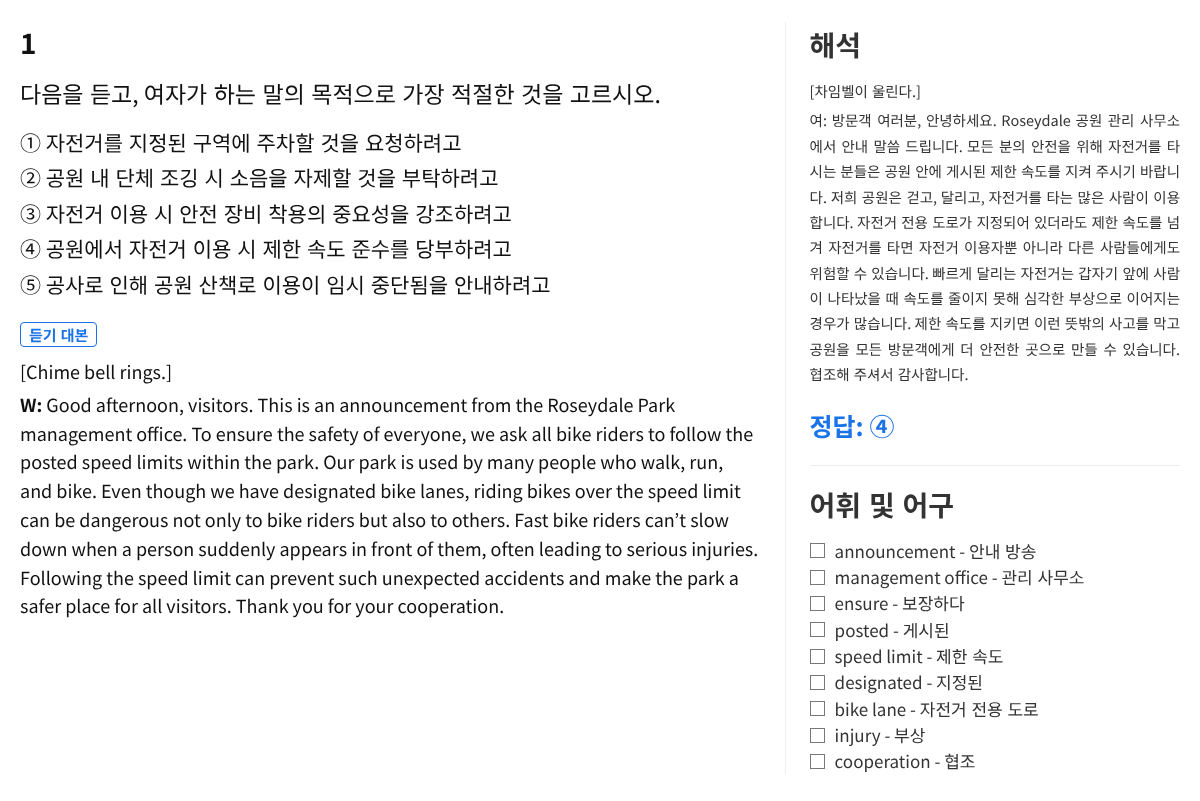 1
다음을 듣고, 여자가 하는 말의 목적으로 가장 적절한 것을 고르시오.
① 자전거를 지정된 구역에 주차할 것을 요청하려고
② 공원 내 단체 조깅 시 소음을 자제할 것을 부탁하려고
③ 자전거 이용 시 안전 장비 착용의 중요성을 강조하려고
④ 공원에서 자전거 이용 시 제한 속도 준수를 당부하려고
⑤ 공사로 인해 공원 산책로 이용이 임시 중단됨을 안내하려고
듣기 대본
[Chime bell rings.]
W: Good afternoon, visitors. This is an announcement from the Roseydale Park
management office. To ensure the safety of everyone, we ask all bike riders to follow the
posted speed limits within the park. Our park is used by many people who walk, run,
and bike. Even though we have designated bike lanes, riding bikes over the speed limit
can be dangerous not only to bike riders but also to others. Fast bike riders can’t slow
down when a person suddenly appears in front of them, often leading to serious injuries.
Following the speed limit can prevent such unexpected accidents and make the park a
safer place for all visitors. Thank you for your cooperation.
해석
[차임벨이 울린다.]
여: 방문객 여러분, 안녕하세요. Roseydale 공원 관리 사무소
에서 안내 말씀 드립니다. 모든 분의 안전을 위해 자전거를 타
시는 분들은 공원 안에 게시된 제한 속도를 지켜 주시기 바랍니
다. 저희 공원은 걷고, 달리고, 자전거를 타는 많은 사람이 이용
합니다. 자전거 전용 도로가 지정되어 있더라도 제한 속도를 넘
겨 자전거를 타면 자전거 이용자뿐 아니라 다른 사람들에게도
위험할 수 있습니다. 빠르게 달리는 자전거는 갑자기 앞에 사람
이 나타났을 때 속도를 줄이지 못해 심각한 부상으로 이어지는
경우가 많습니다. 제한 속도를 지키면 이런 뜻밖의 사고를 막고
공원을 모든 방문객에게 더 안전한 곳으로 만들 수 있습니다.
협조해 주셔서 감사합니다.
정답: ④
어휘 및 어구
□ announcement - 안내 방송
□ management office - 관리 사무소
□ ensure - 보장하다
□ posted - 게시된
□ speed limit - 제한 속도
□ designated - 지정된
□ bike lane - 자전거 전용 도로
□ injury - 부상
□ cooperation - 협조